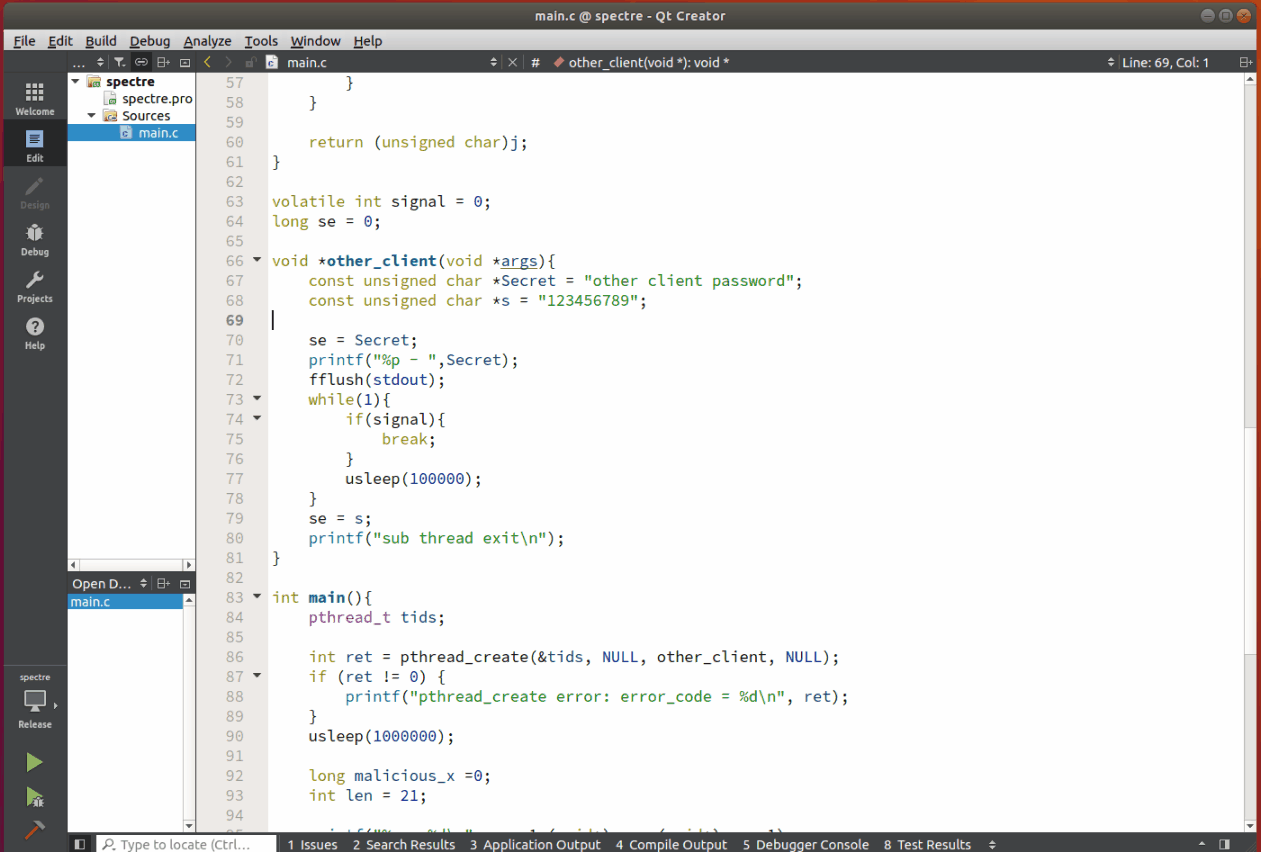 main.c @ spectre - Qt Creator
File Edit Build Debug Analyze Tools Window Help
... main.c # other_client(void *): void * Line: 69, Col: 1
Welcome
Edit
Design
Debug
Projects
Help
spectre
spectre.pro
Sources
main.c
Open D...
main.c
spectre
Release
57 }
58 }
59
60 return (unsigned char)j;
61 }
62
63 volatile int signal = 0;
64 long se = 0;
65
66 void *other_client(void *args){
67 const unsigned char *Secret = "other client password";
68 const unsigned char *s = "123456789";
69
70 se = Secret;
71 printf("%p - ",Secret);
72 fflush(stdout);
73 while(1){
74 if(signal){
75 break;
76 }
77 usleep(100000);
78 }
79 se = s;
80 printf("sub thread exit\n");
81 }
82
83 int main(){
84 pthread_t tids;
85
86 int ret = pthread_create(&tids, NULL, other_client, NULL);
87 if (ret != 0) {
88 printf("pthread_create error: error_code = %d\n", ret);
89 }
90 usleep(1000000);
91
92 long malicious_x =0;
93 int len = 21;
94
Type to locate (Ctrl... 1 Issues 2 Search Results 3 Application Output 4 Compile Output 5 Debugger Console 8 Test Results